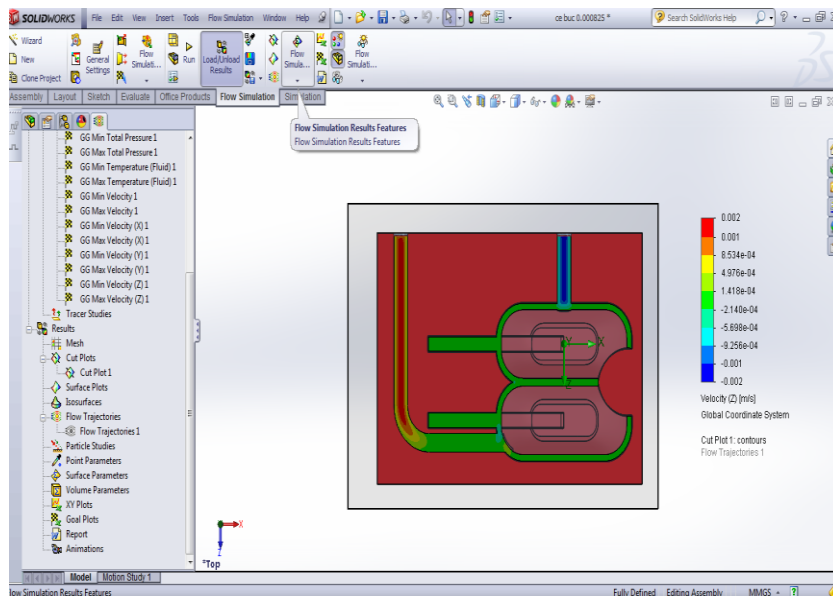 SOLIDWORKS File Edit View Insert Tools Flow Simulation Window Help ce buc 0.000825 * Search SolidWorks Help
Wizard
New
Clone Project
General Settings
Flow Simulati...
Run
Load/Unload Results
Flow Simula...
Flow Simulati...
Assembly Layout Sketch Evaluate Office Products Flow Simulation Simulation
Flow Simulation Results Features
Flow Simulation Results Features
GG Min Total Pressure 1
GG Max Total Pressure 1
GG Min Temperature (Fluid) 1
GG Max Temperature (Fluid) 1
GG Min Velocity 1
GG Max Velocity 1
GG Min Velocity (X) 1
GG Max Velocity (X) 1
GG Min Velocity (Y) 1
GG Max Velocity (Y) 1
GG Min Velocity (Z) 1
GG Max Velocity (Z) 1
Tracer Studies
Results
Mesh
Cut Plots
Cut Plot 1
Surface Plots
Isosurfaces
Flow Trajectories
Flow Trajectories 1
Particle Studies
Point Parameters
Surface Parameters
Volume Parameters
XY Plots
Goal Plots
Report
Animations
0.002
0.001
8.534e-04
4.976e-04
1.418e-04
-2.140e-04
-5.698e-04
-9.256e-04
-0.001
-0.002
Velocity (Z) [m/s]
Global Coordinate System
Cut Plot 1: contours
Flow Trajectories 1
Y X
Z
X
Z
*Top
Model Motion Study 1
Flow Simulation Results Features Fully Defined Editing Assembly MMGS